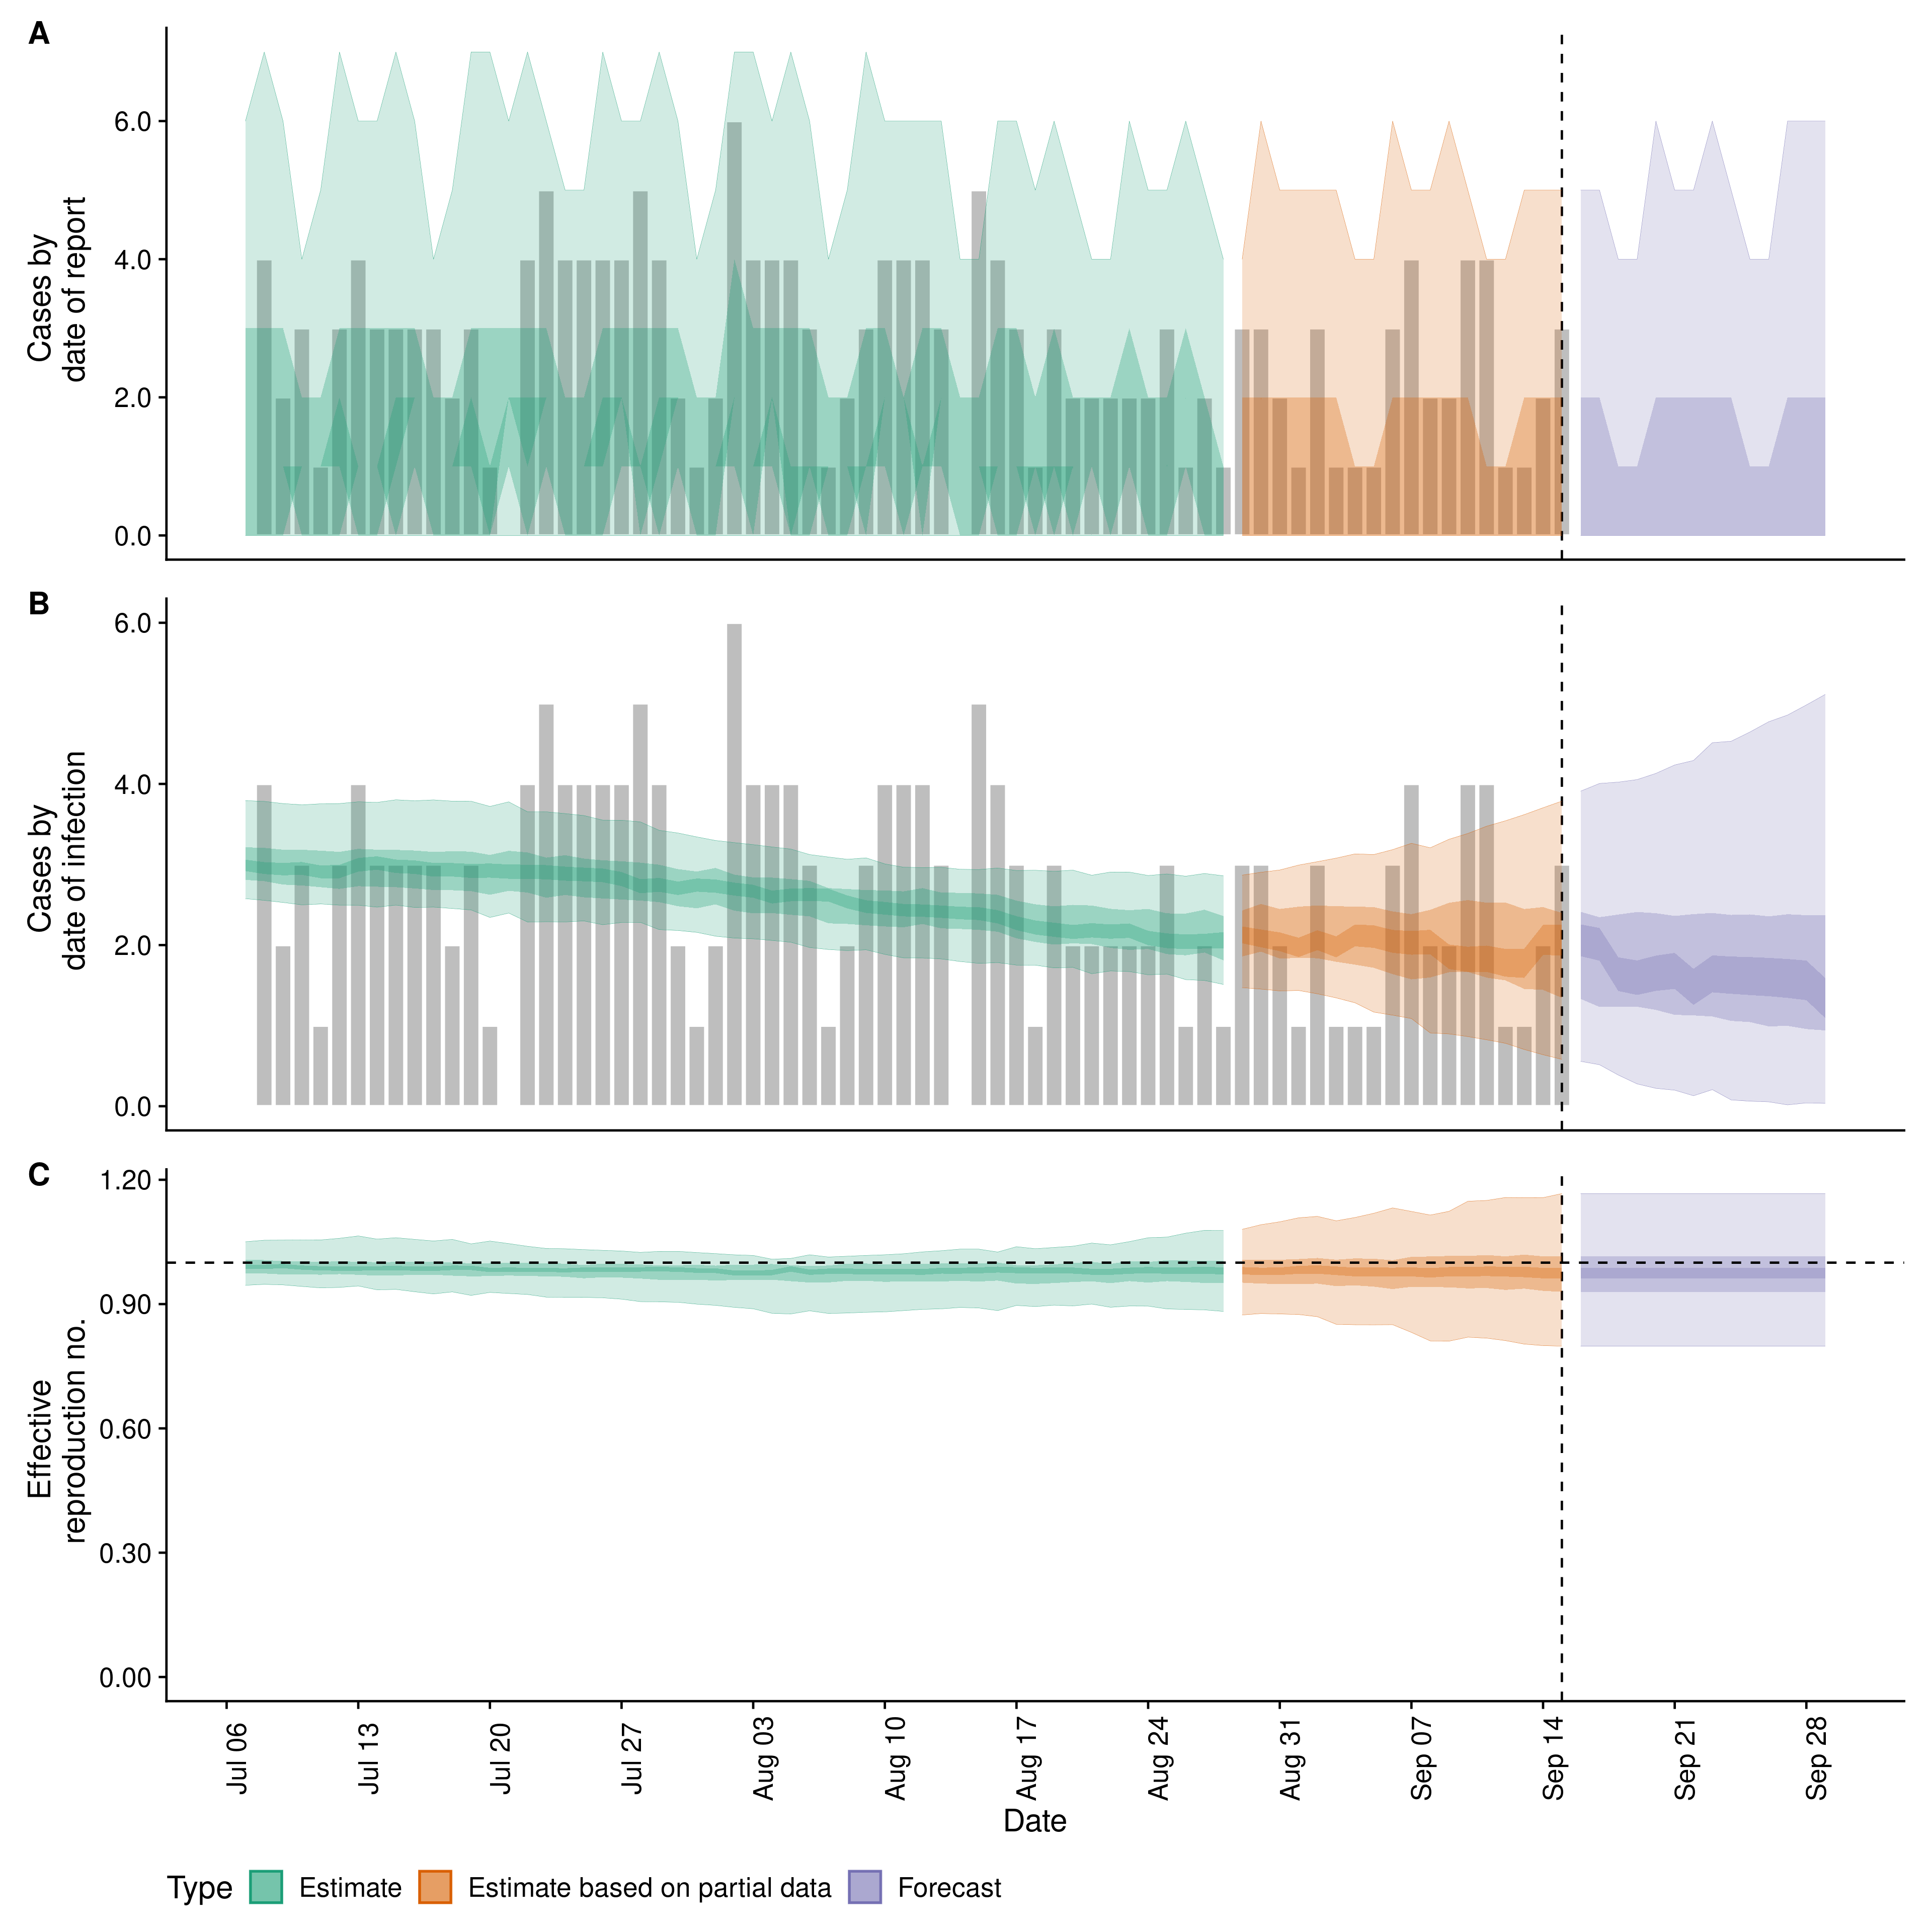 A
Cases by
date of report
6.0
4.0
2.0
0.0
B
Cases by
date of infection
6.0
4.0
2.0
0.0
C
Effective
reproduction no.
1.20
0.90
0.60
0.30
0.00
Jul 06
Jul 13
Jul 20
Jul 27
Aug 03
Aug 10
Aug 17
Aug 24
Aug 31
Sep 07
Sep 14
Sep 21
Sep 28
Date
Type
Estimate
Estimate based on partial data
Forecast